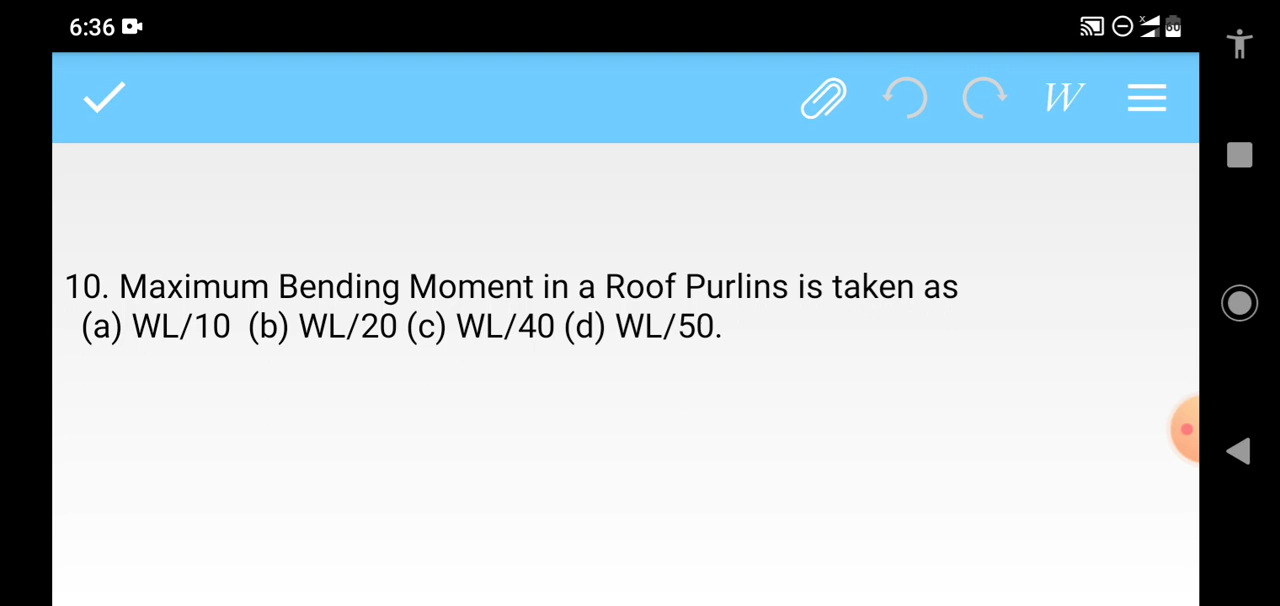 6:36
x
60
W
10. Maximum Bending Moment in a Roof Purlins is taken as
(a) WL/10 (b) WL/20 (c) WL/40 (d) WL/50.